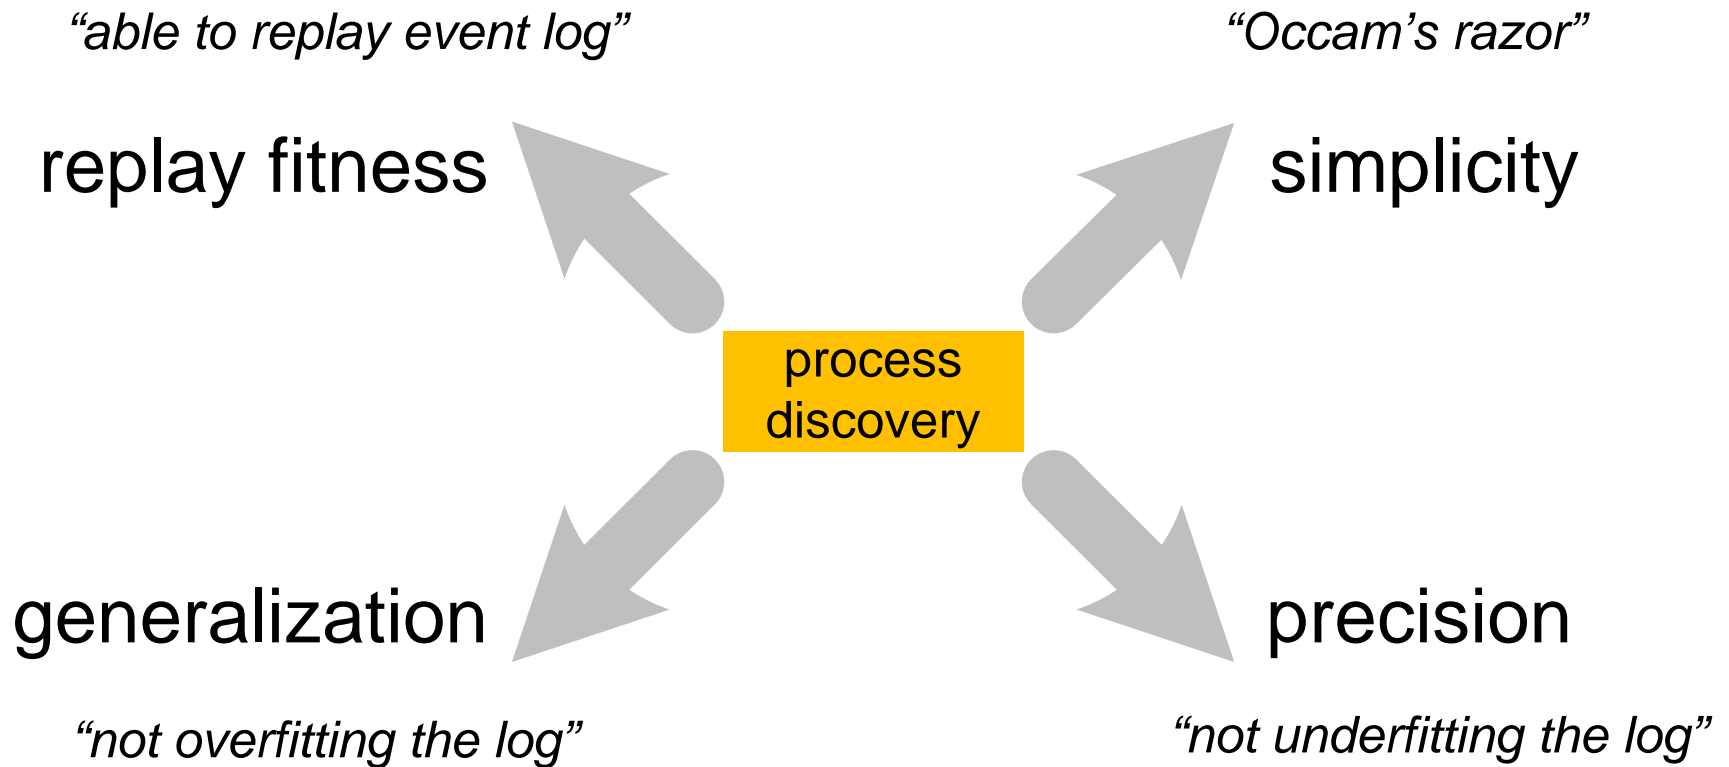 “able to replay event log”
“Occam’s razor”
replay fitness
simplicity
process
discovery
generalization
precision
“not overfitting the log”
“not underfitting the log”